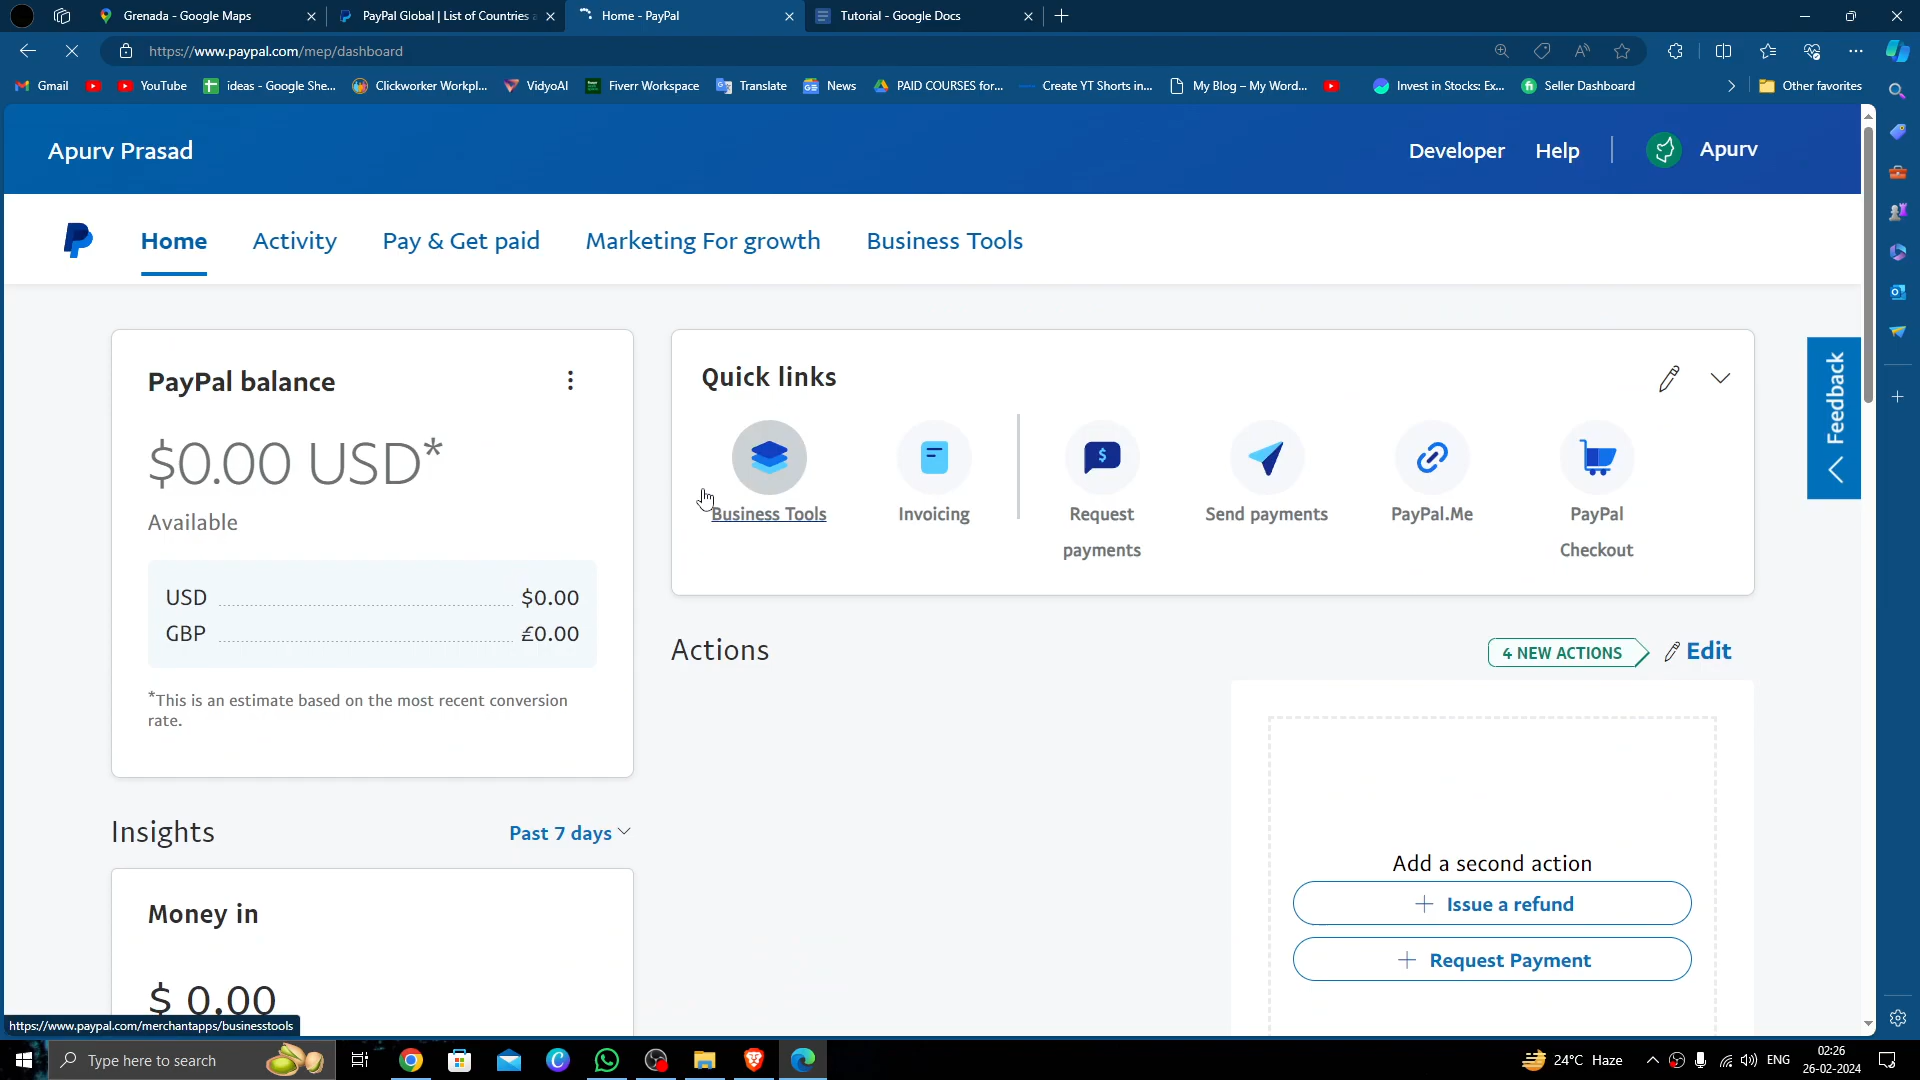 Grenada - Google Maps
PayPal Global | List of Countries a
Home - PayPal
Tutorial - Google Docs
https://www.paypal.com/mep/dashboard
Gmail
YouTube
ideas - Google She...
Clickworker Workpl...
VidyoAI
Fiverr Workspace
Translate
News
PAID COURSES for...
Create YT Shorts in...
My Blog – My Word...
Invest in Stocks: Ex...
Seller Dashboard
Other favorites
Apurv Prasad
Developer
Help
Apurv
Home
Activity
Pay & Get paid
Marketing For growth
Business Tools
PayPal balance
$0.00 USD*
Available
USD $0.00
GBP £0.00
*This is an estimate based on the most recent conversion
rate.
Quick links
Business Tools
Invoicing
Request
payments
Send payments
PayPal.Me
PayPal
Checkout
Feedback
Actions
4 NEW ACTIONS
Edit
Add a second action
Issue a refund
Request Payment
Insights
Past 7 days
Money in
$ 0.00
https://www.paypal.com/merchantapps/businesstools
Type here to search
24°C Haze
ENG
02:26
26-02-2024